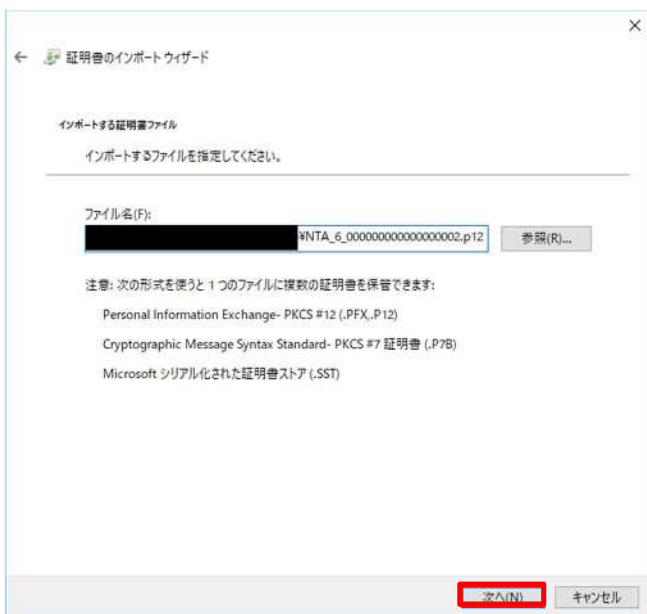 証明書のインポート ウィザード
インポートする証明書ファイル
インポートするファイルを指定してください。
ファイル名(F):
¥NTA_6_000000000000000002.p12
参照(R)...
注意: 次の形式を使うと 1 つのファイルに複数の証明書を保管できます:
Personal Information Exchange- PKCS #12 (.PFX,.P12)
Cryptographic Message Syntax Standard- PKCS #7 証明書 (.P7B)
Microsoft シリアル化された証明書ストア (.SST)
次へ(N)
キャンセル